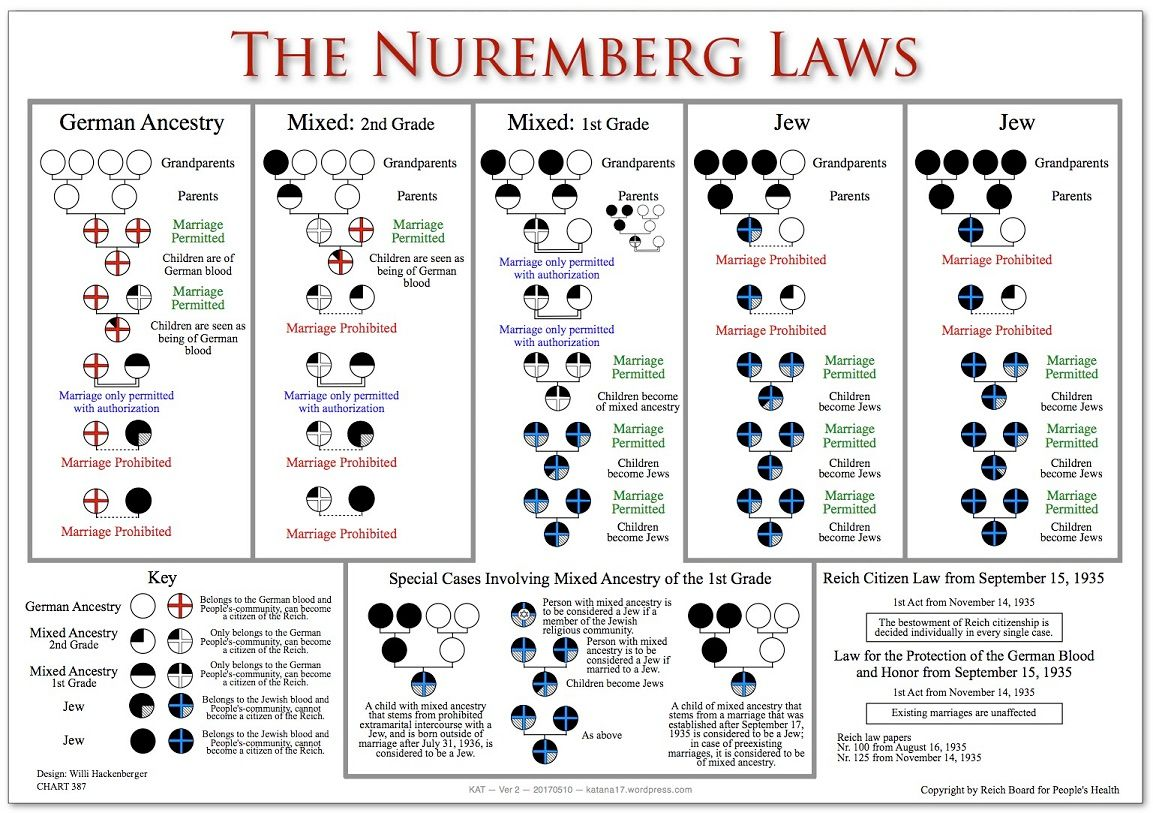 THE NUREMBERG LAWS
German Ancestry
Grandparents
Parents
Marriage
Permitted
Children are of
German blood
Marriage
Permitted
Children are seen as
being of German
blood
Marriage only permitted
with authorization
Marriage Prohibited
Marriage Prohibited
Mixed: 2nd Grade
Grandparents
Parents
Marriage
Permitted
Children are seen as
being of German
blood
Marriage Prohibited
Marriage only permitted
with authorization
Marriage Prohibited
Marriage Prohibited
Mixed: 1st Grade
Grandparents
Parents
Marriage only permitted
with authorization
Marriage only permitted
with authorization
Marriage
Permitted
Children become
of mixed ancestry
Marriage
Permitted
Children
become Jews
Marriage
Permitted
Children
become Jews
Jew
Grandparents
Parents
Marriage Prohibited
Marriage Prohibited
Marriage
Permitted
Children
become Jews
Marriage
Permitted
Children
become Jews
Marriage
Permitted
Children
become Jews
Jew
Grandparents
Parents
Marriage Prohibited
Marriage Prohibited
Marriage
Permitted
Children
become Jews
Marriage
Permitted
Children
become Jews
Marriage
Permitted
Children
become Jews
Key
German Ancestry
Belongs to the German blood and
People's-community, can become
a citizen of the Reich.
Mixed Ancestry
2nd Grade
Only belongs to the German
People's-community, can become
a citizen of the Reich.
Mixed Ancestry
1st Grade
Only belongs to the German
People's-community, can become
a citizen of the Reich.
Jew
Belongs to the Jewish blood and
People's-community, cannot
become a citizen of the Reich.
Jew
Belongs to the Jewish blood and
People's-community, cannot
become a citizen of the Reich.
Design: Willi Hackenberger
CHART 387
Special Cases Involving Mixed Ancestry of the 1st Grade
A child with mixed ancestry
that stems from prohibited
extramarital intercourse with a
Jew, and is born outside of
marriage after July 31, 1936, is
considered to be a Jew.
Person with mixed ancestry is
to be considered a Jew if a
member of the Jewish
religious community.
Person with mixed
ancestry is to be
considered a Jew if
married to a Jew.
Children become Jews
As above
A child of mixed ancestry that
stems from a marriage that was
established after September 17,
1935 is considered to be a Jew;
in case of preexisting
marriages, it is considered to be
of mixed ancestry.
Reich Citizen Law from September 15, 1935
1st Act from November 14, 1935
The bestowment of Reich citizenship is
decided individually in every single case.
Law for the Protection of the German Blood
and Honor from September 15, 1935
1st Act from November 14, 1935
Existing marriages are unaffected
Reich law papers
Nr. 100 from August 16, 1935
Nr. 125 from November 14, 1935
KAT — Ver 2 — 20170510 — katana17.wordpress.com
Copyright by Reich Board for People's Health